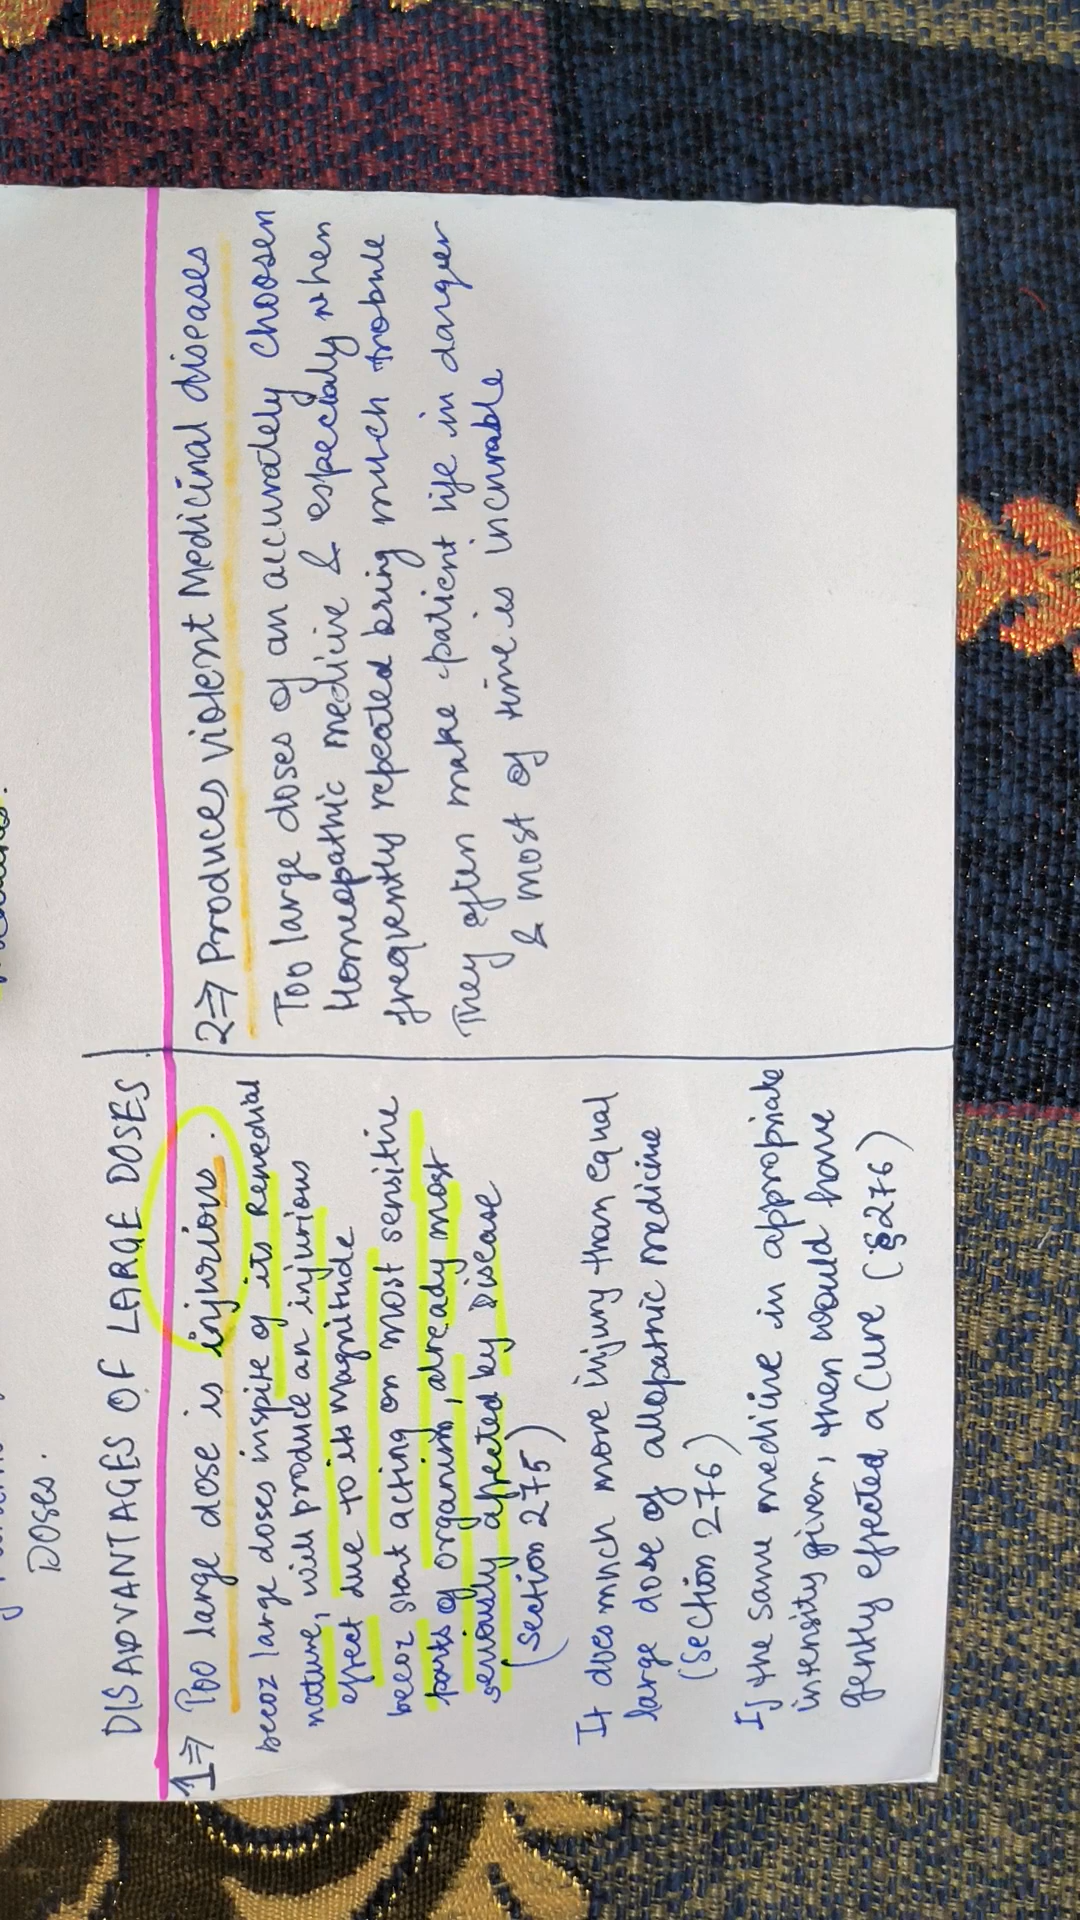 Doses.
DISADVANTAGES OF LARGE DOSES
1⇒ Too large dose is injurious.
becoz large doses inspite of its Remedial
nature, will produce an injurious
effect due to its Magnitude
becoz start acting on most sensitive
parts of organism, already most
seriously affected by Disease
(section 275)
It does much more injury than equal
large dose of allopathic medicine
(section 276)
If the same medicine in appropriate
intensity given, then would have
gently effected a Cure (§276)
2⇒ Produces violent Medicinal diseases
Too large doses of an accurately choosen
Homeopathic medicine & especially when
frequently repeated bring much trobule
They often make patient life in danger
& most of time is incurable